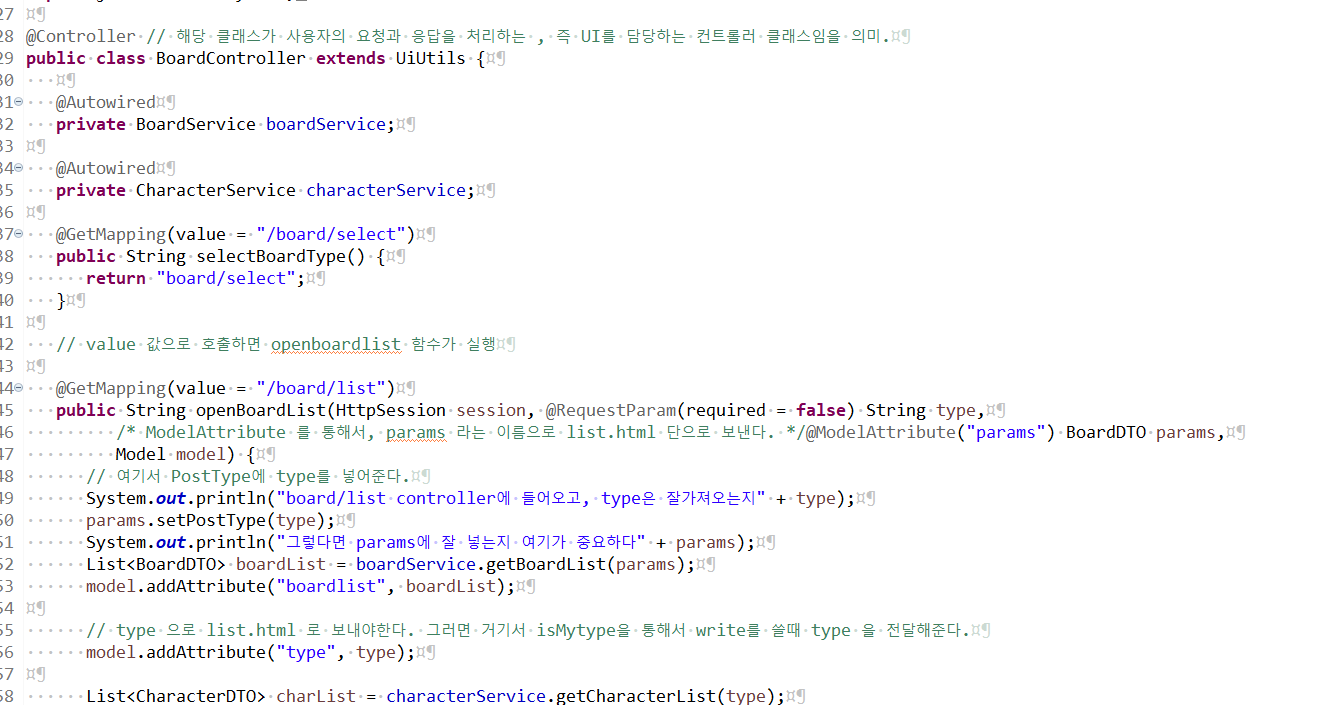 27
28 @Controller // 해당 클래스가 사용자의 요청과 응답을 처리하는 , 즉 UI를 담당하는 컨트롤러 클래스임을 의미.
29 public class BoardController extends UiUtils {
30
31 @Autowired
32 private BoardService boardService;
33
34 @Autowired
35 private CharacterService characterService;
36
37 @GetMapping(value = "/board/select")
38 public String selectBoardType() {
39 return "board/select";
40 }
41
42 // value 값으로 호출하면 openboardlist 함수가 실행
43
44 @GetMapping(value = "/board/list")
45 public String openBoardList(HttpSession session, @RequestParam(required = false) String type,
46 /* ModelAttribute 를 통해서, params 라는 이름으로 list.html 단으로 보낸다. */@ModelAttribute("params") BoardDTO params,
47 Model model) {
48 // 여기서 PostType에 type를 넣어준다.
49 System.out.println("board/list controller에 들어오고, type은 잘가져오는지" + type);
50 params.setPostType(type);
51 System.out.println("그렇다면 params에 잘 넣는지 여기가 중요하다" + params);
52 List<BoardDTO> boardList = boardService.getBoardList(params);
53 model.addAttribute("boardlist", boardList);
54
55 // type 으로 list.html 로 보내야한다. 그러면 거기서 isMytype을 통해서 write를 쓸때 type 을 전달해준다.
56 model.addAttribute("type", type);
57
58 List<CharacterDTO> charList = characterService.getCharacterList(type);